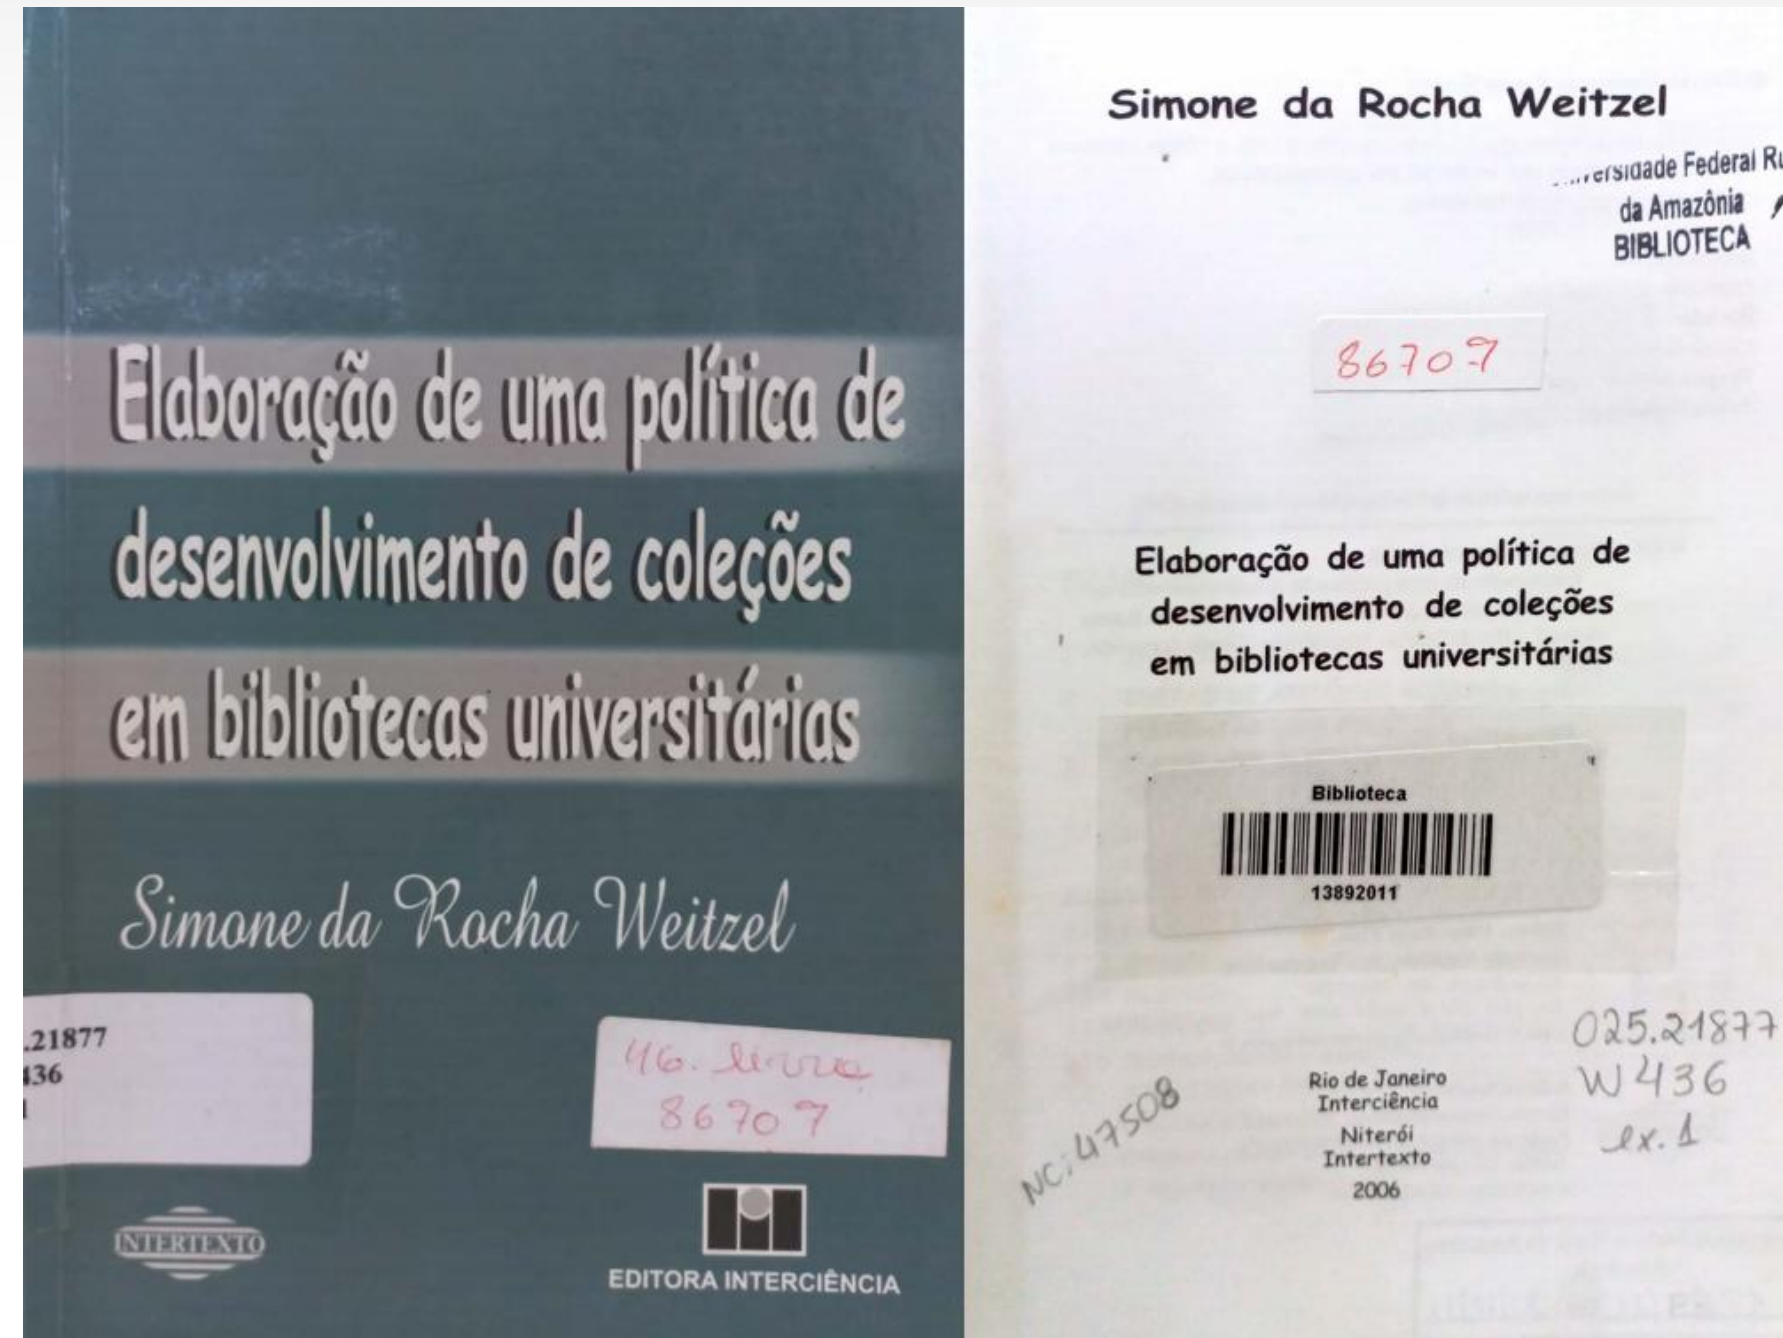 Elaboração de uma política de
desenvolvimento de coleções
em bibliotecas universitárias
Simone da Rocha Weitzel
.21877
436
1
46. livro
86707
INTERTEXTO
EDITORA INTERCIÊNCIA
Simone da Rocha Weitzel
Federal
da Amazônia
BIBLIOTECA
86707
Elaboração de uma política de
desenvolvimento de coleções
em bibliotecas universitárias
Biblioteca
13892011
025.21877
W436
ex. 1
NC: 47508
Rio de Janeiro
Interciência
Niterói
Intertexto
2006